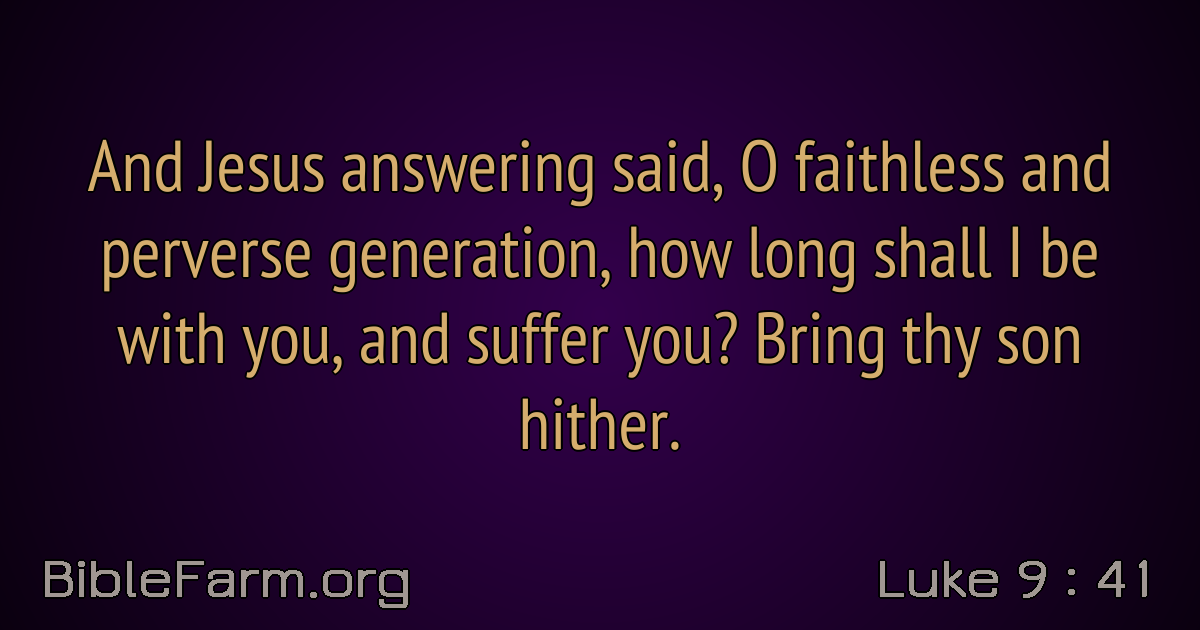 And Jesus answering said, O faithless and
perverse generation, how long shall I be
with you, and suffer you? Bring thy son
hither.
BibleFarm.org
Luke 9 : 41